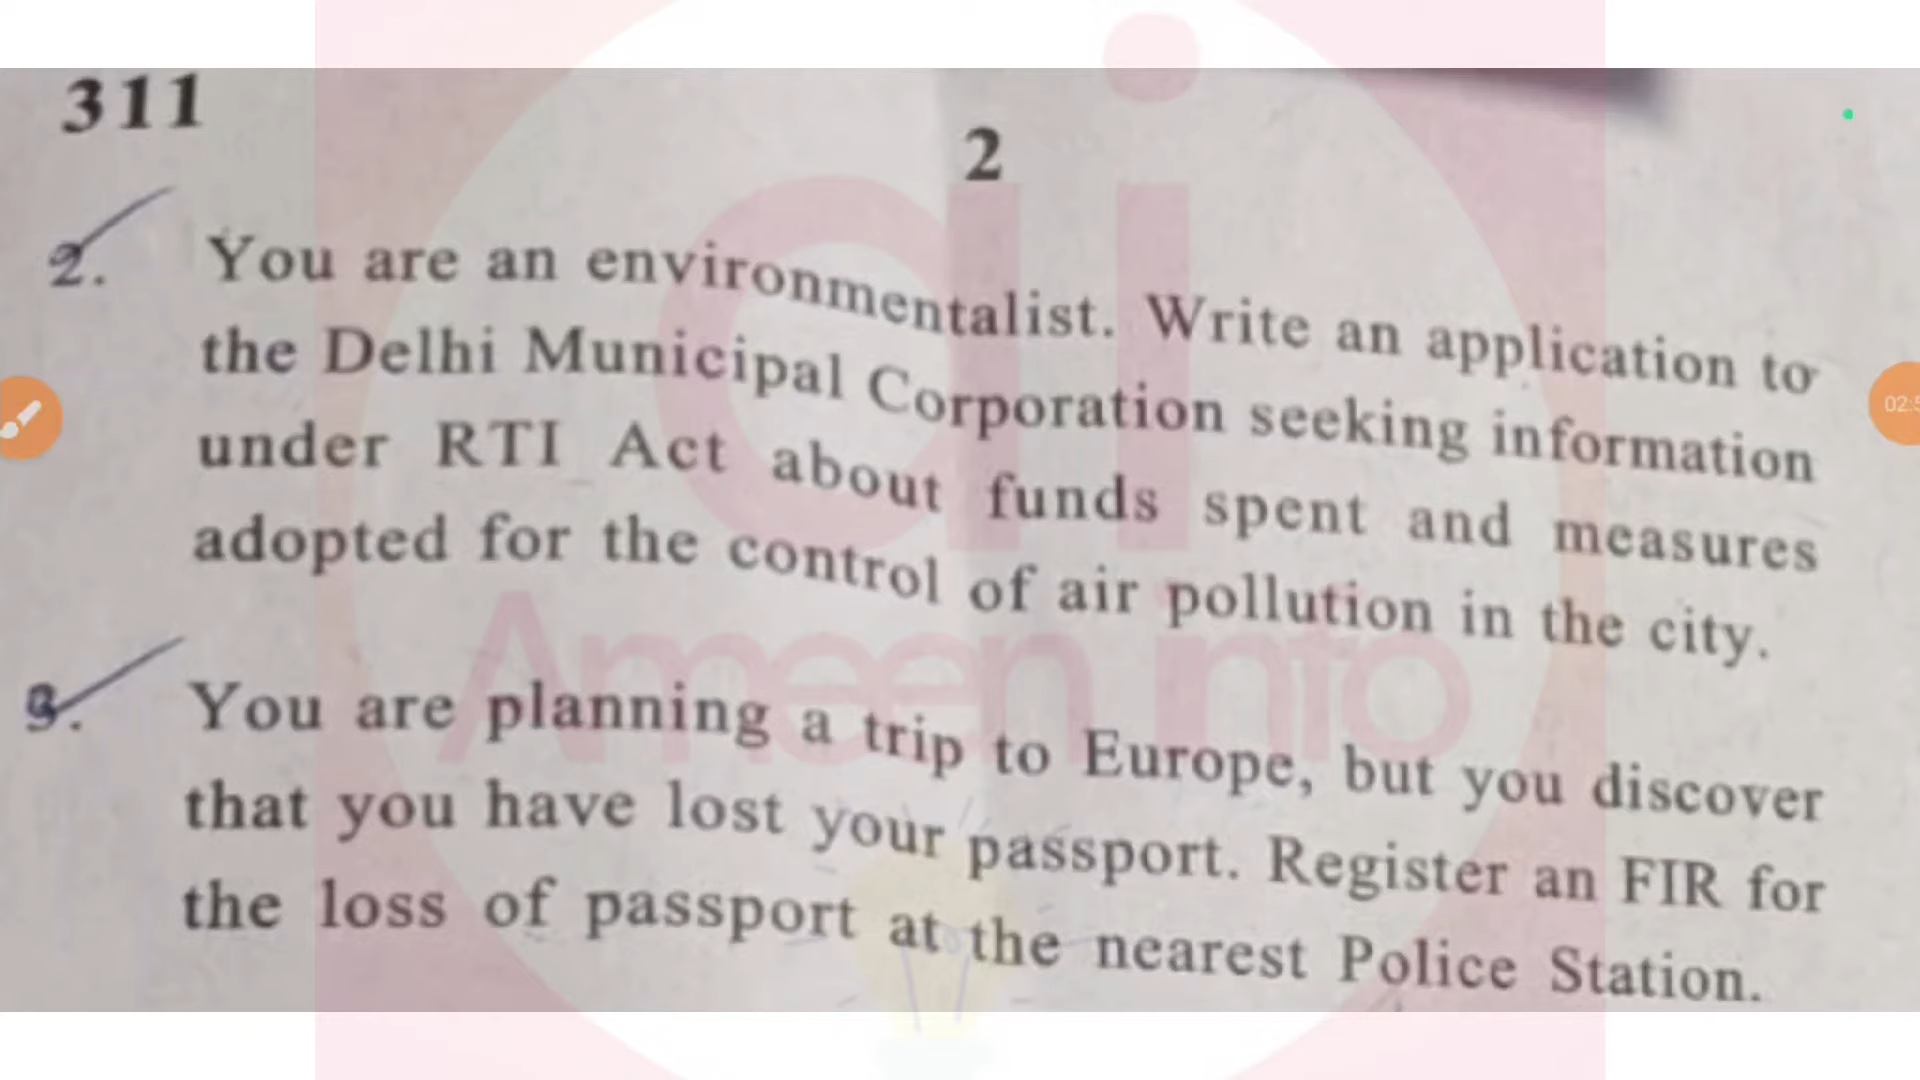 311
2
2. You are an environmentalist. Write an application to
the Delhi Municipal Corporation seeking information
under RTI Act about funds spent and measures
adopted for the control of air pollution in the city.
Ameen info
3. You are planning a trip to Europe, but you discover
that you have lost your passport. Register an FIR for
the loss of passport at the nearest Police Station.